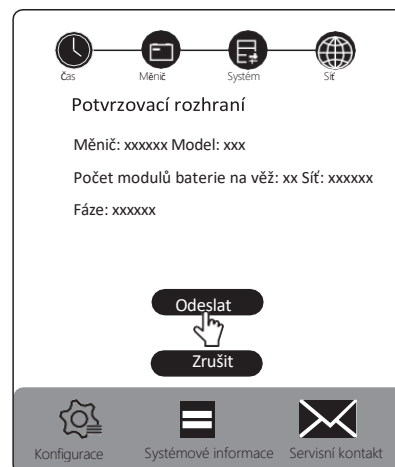 Čas Měnič Systém Síť
Potvrzovací rozhraní
Měnič: xxxxxx Model: xxx
Počet modulů baterie na věž: xx Síť: xxxxxx
Fáze: xxxxxx
Odeslat
Zrušit
Konfigurace Systémové informace Servisní kontakt